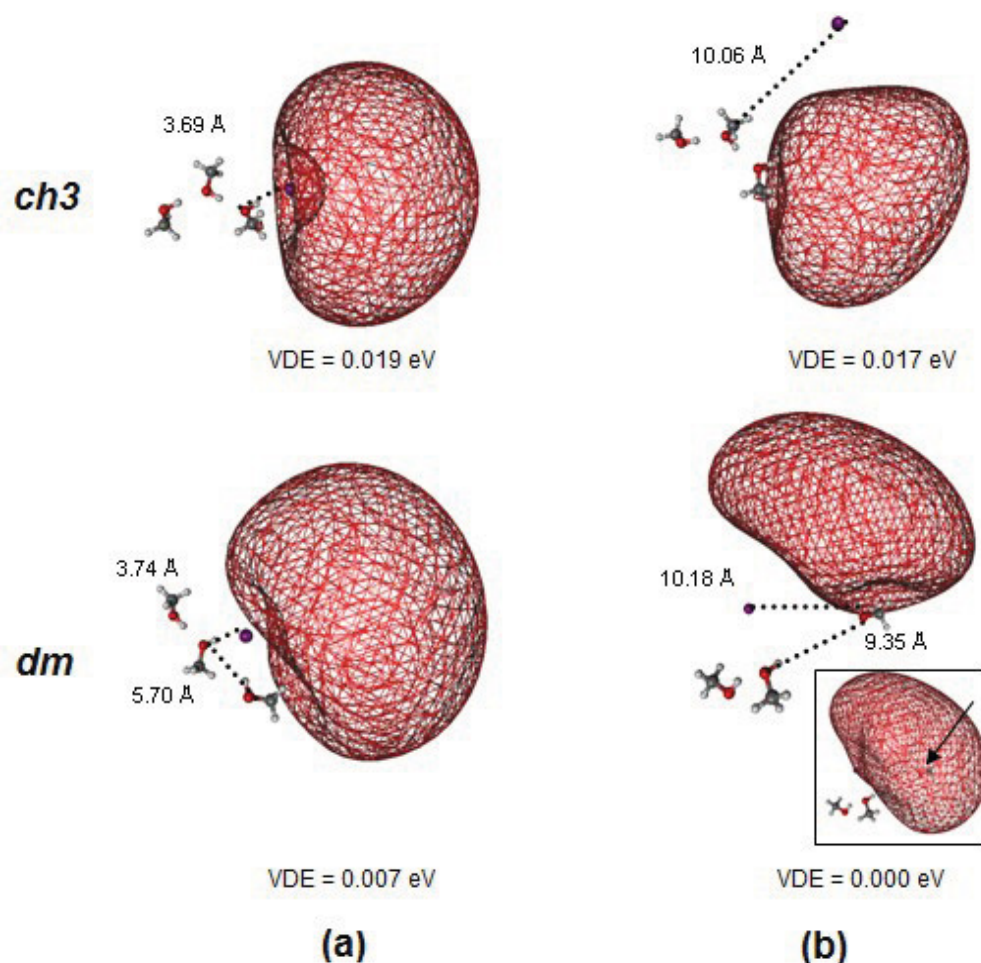 3.69 Å
10.06 Å
ch3
VDE = 0.019 eV
VDE = 0.017 eV
3.74 Å
10.18 Å
dm
5.70 Å
9.35 Å
VDE = 0.007 eV
VDE = 0.000 eV
(a)
(b)